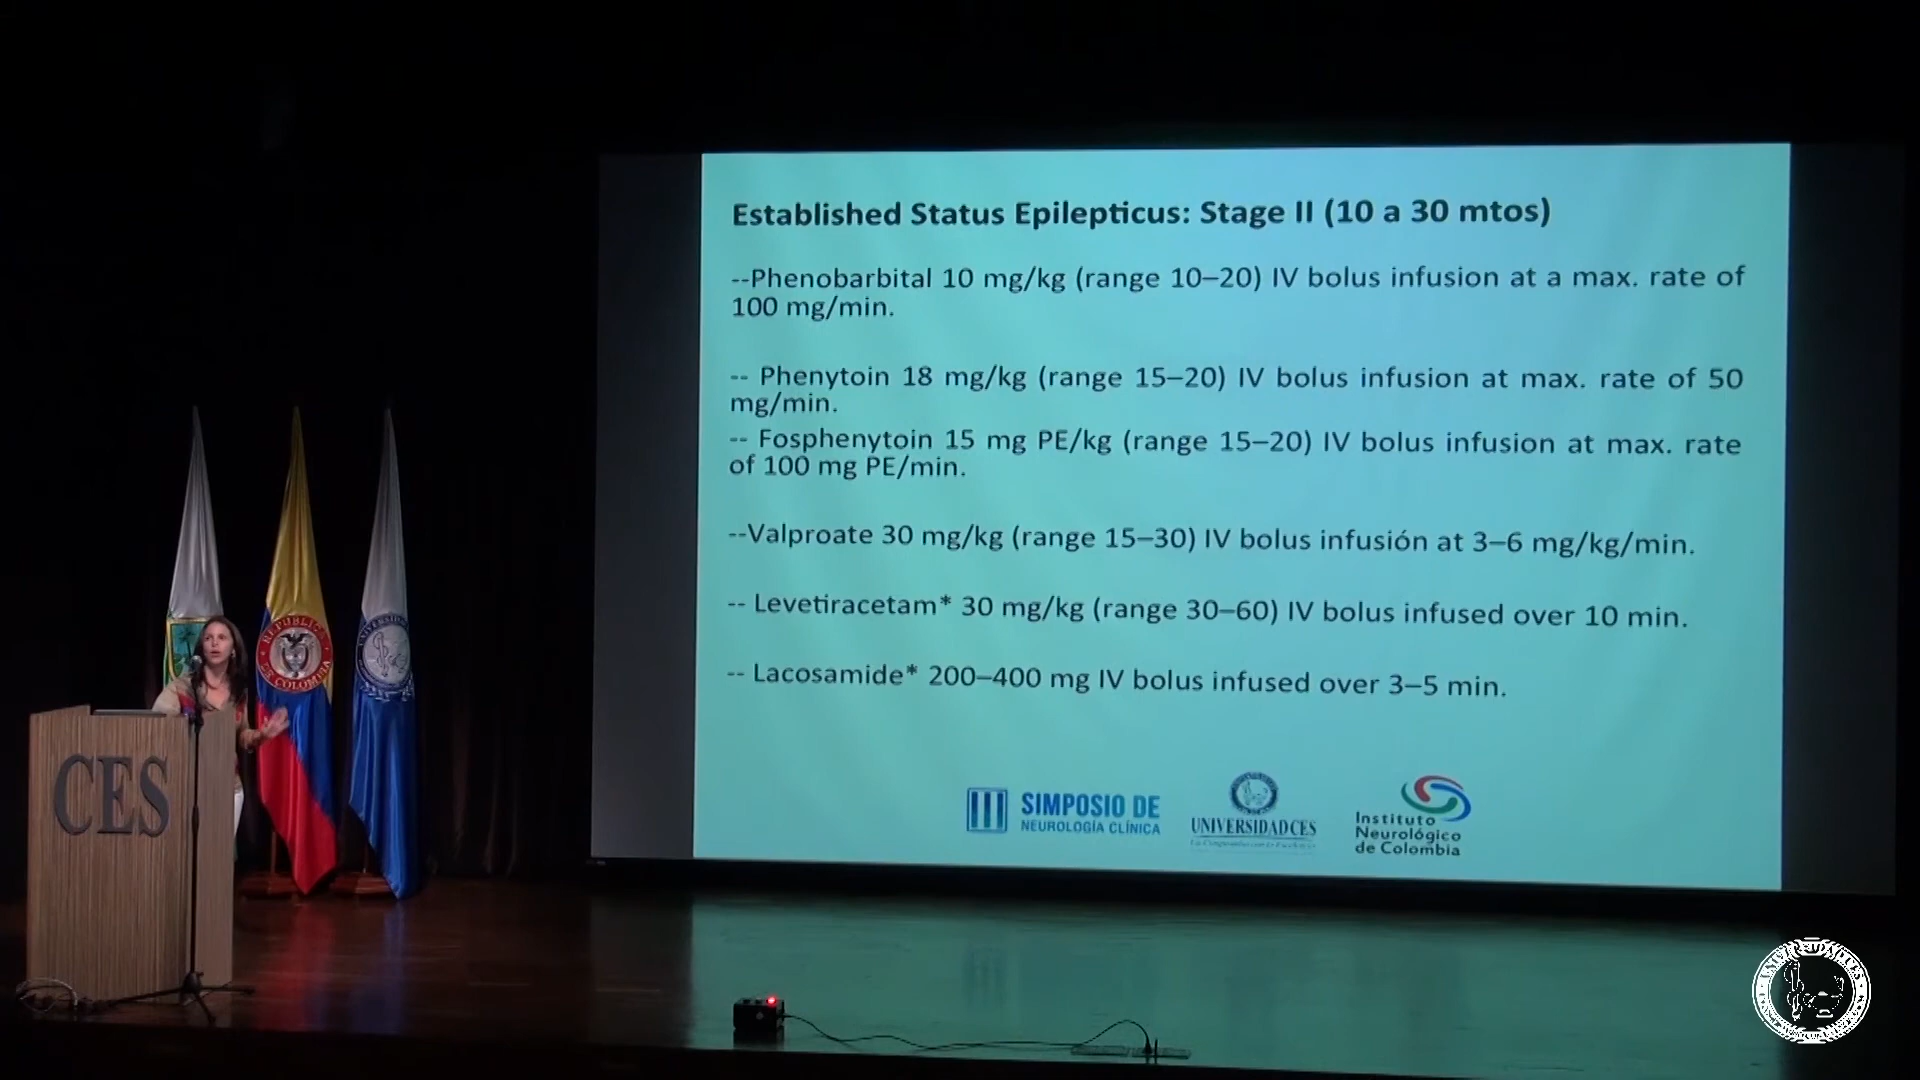 Established Status Epilepticus: Stage II (10 a 30 mtos)
--Phenobarbital 10 mg/kg (range 10–20) IV bolus infusion at a max. rate of
100 mg/min.
-- Phenytoin 18 mg/kg (range 15–20) IV bolus infusion at max. rate of 50
mg/min.
-- Fosphenytoin 15 mg PE/kg (range 15–20) IV bolus infusion at max. rate
of 100 mg PE/min.
--Valproate 30 mg/kg (range 15–30) IV bolus infusión at 3–6 mg/kg/min.
-- Levetiracetam* 30 mg/kg (range 30–60) IV bolus infused over 10 min.
-- Lacosamide* 200–400 mg IV bolus infused over 3–5 min.
SIMPOSIO DE
NEUROLOGÍA CLÍNICA
UNIVERSIDAD CES
Instituto
Neurológico
de Colombia
REPÚBLICA
DE COLOMBIA
CES